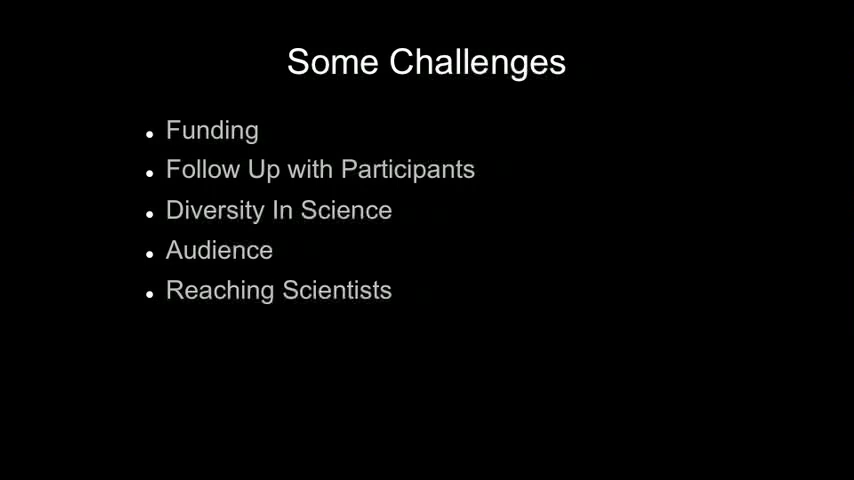 Some Challenges
• Funding
• Follow Up with Participants
• Diversity In Science
• Audience
• Reaching Scientists